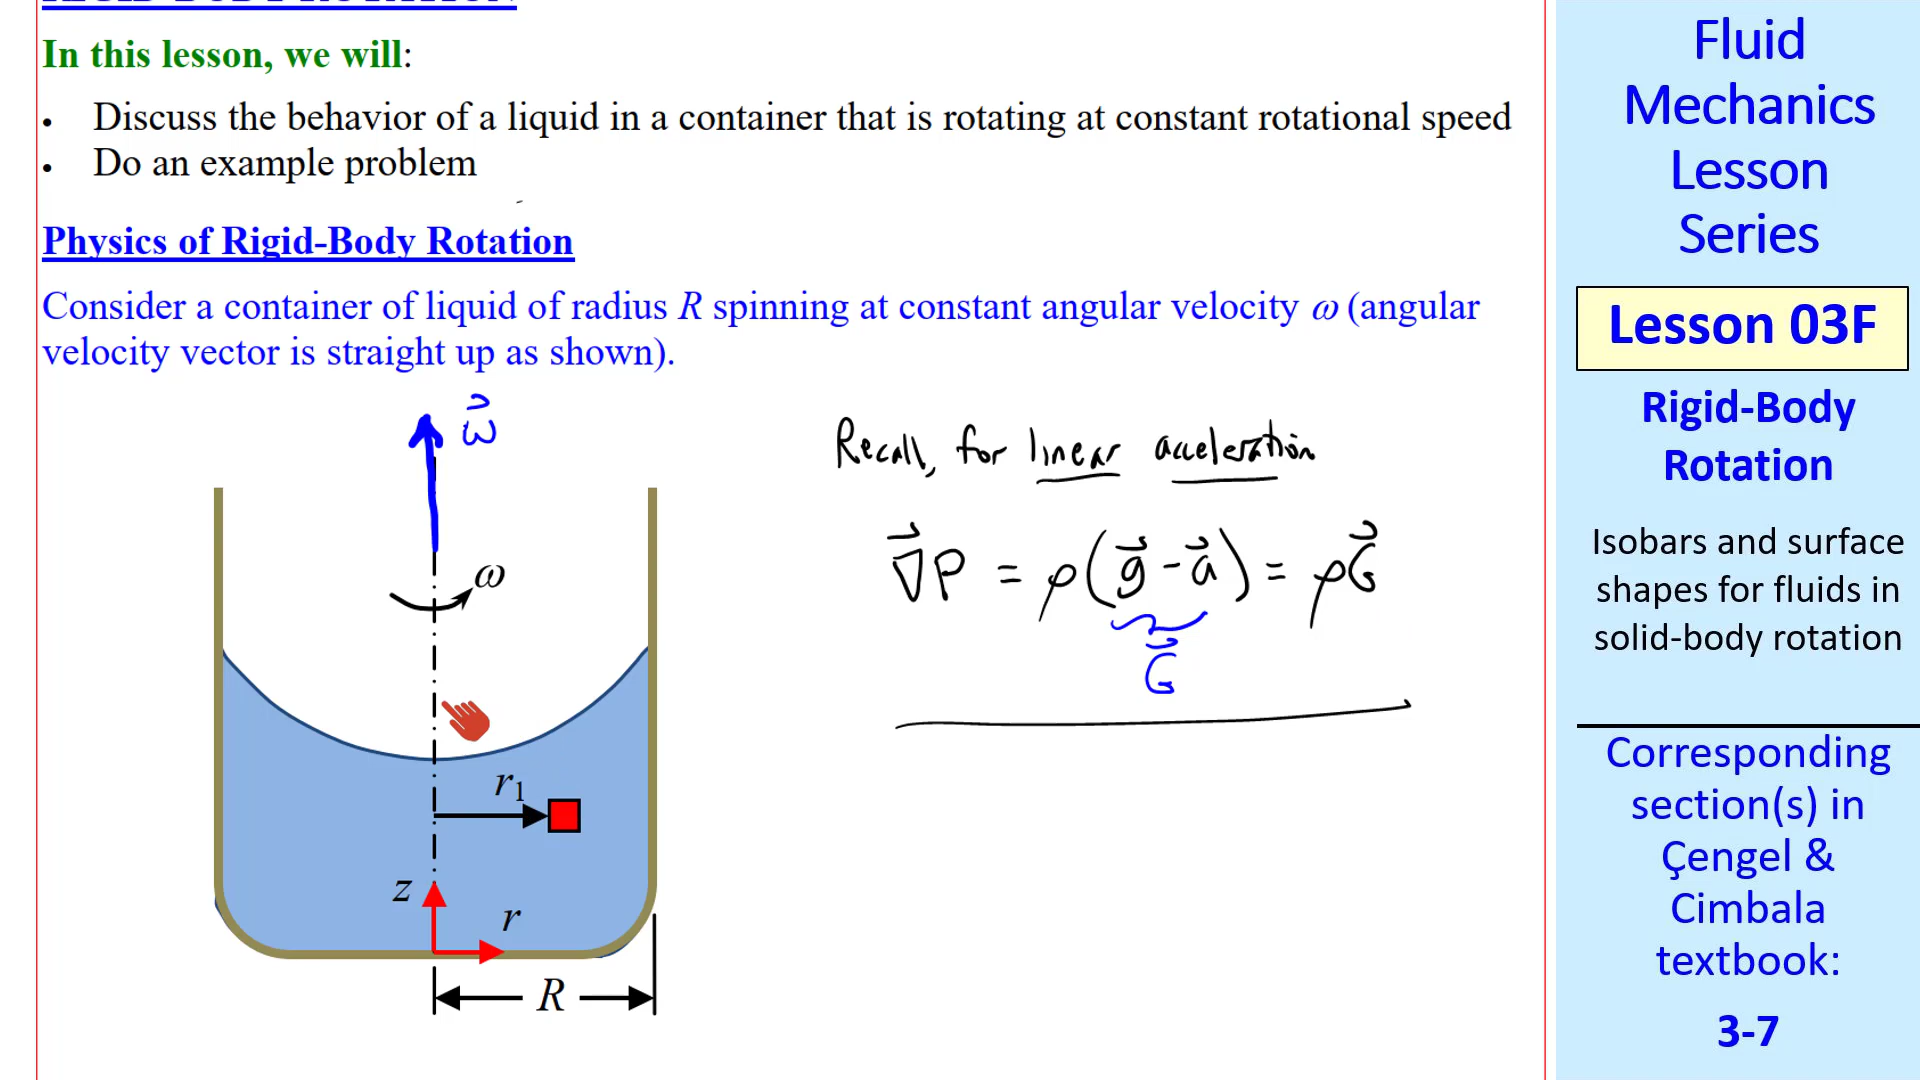 RIGID-BODY ROTATION
In this lesson, we will:
• Discuss the behavior of a liquid in a container that is rotating at constant rotational speed
• Do an example problem
Physics of Rigid-Body Rotation
Consider a container of liquid of radius R spinning at constant angular velocity ω (angular
velocity vector is straight up as shown).
ω⃗
ω
r₁
z
r
R
Recall, for linear acceleration
∇⃗P = ρ(g⃗ - a⃗) = ρG⃗
G⃗
Fluid
Mechanics
Lesson
Series
Lesson 03F
Rigid-Body
Rotation
Isobars and surface
shapes for fluids in
solid-body rotation
Corresponding
section(s) in
Çengel &
Cimbala
textbook:
3-7